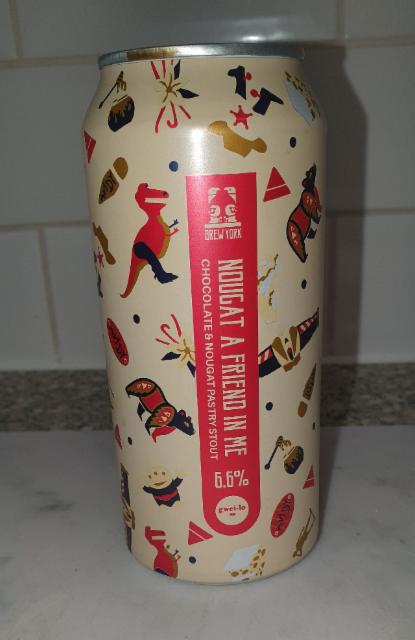 BREW YORK
NOUGAT A FRIEND IN ME
CHOCOLATE & NOUGAT PASTRY STOUT
6.6%
gwei·lo